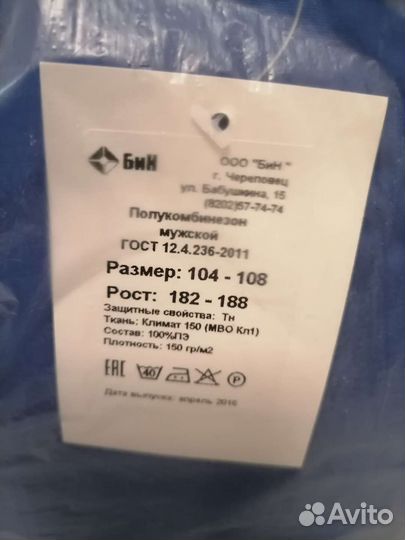 БиН
ООО "БиН "
г. Череповец
ул. Бабушкина, 15
(8202)67-74-74
Полукомбинезон
мужской
ГОСТ 12.4.236-2011
Размер: 104 - 108
Рост: 182 - 188
Защитные свойства: Тн
Ткань: Климат 150 (МВО Кл1)
Состав: 100%ПЭ
Плотность: 150 гр/м2
ЕАС 40 P
Дата выпуска: апрель 2016
Avito